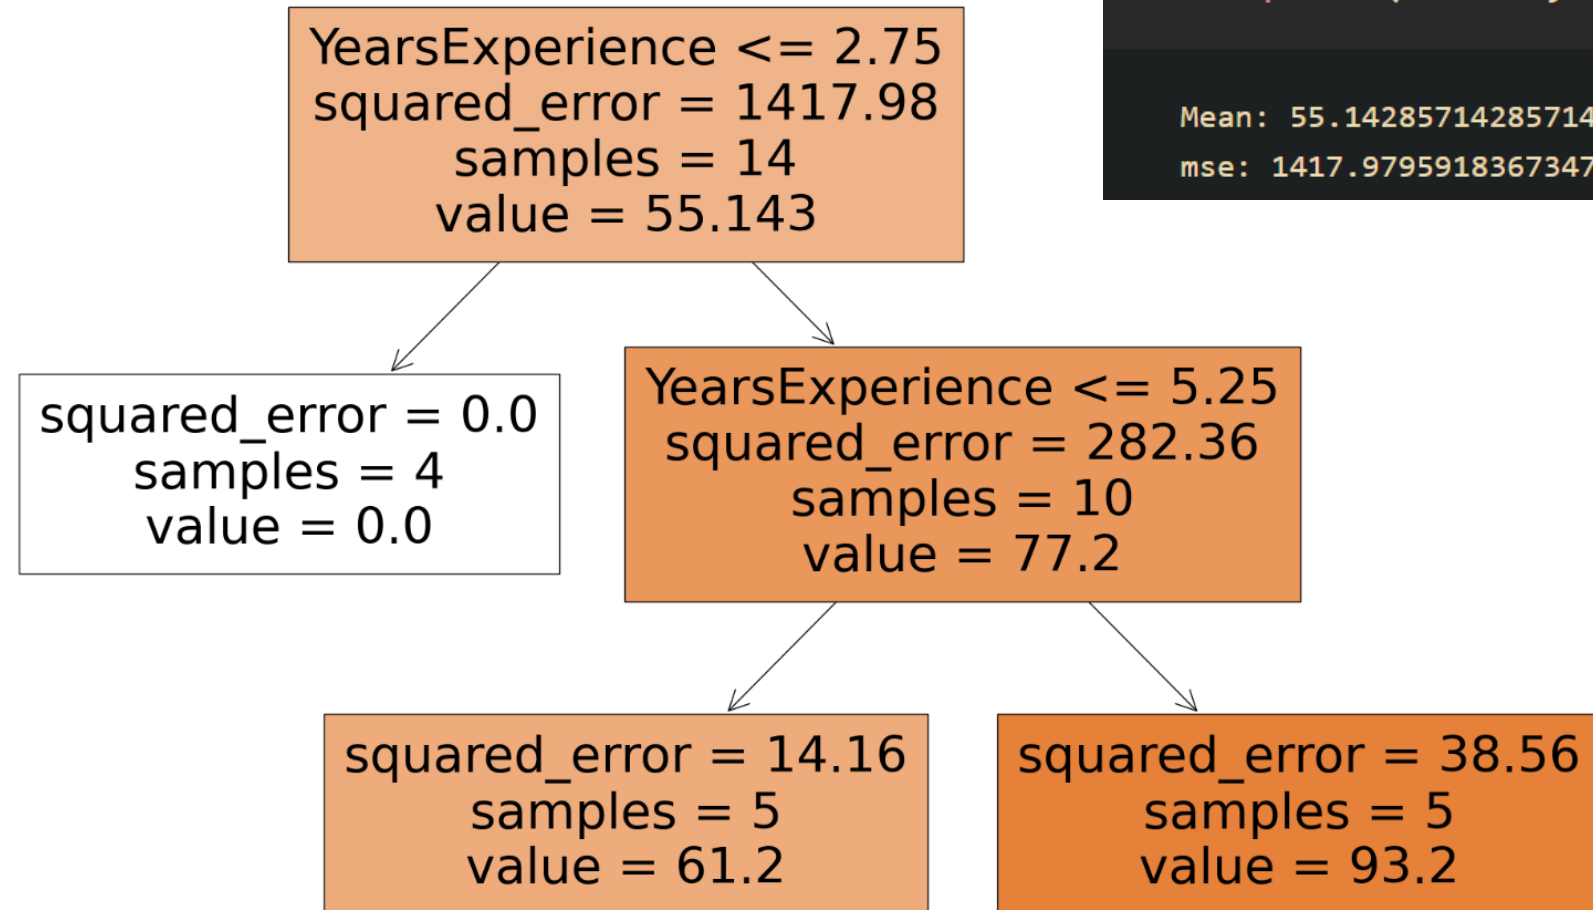 YearsExperience <= 2.75
squared_error = 1417.98
samples = 14
value = 55.143
Mean: 55.14285714285714
mse: 1417.9795918367347
squared_error = 0.0
samples = 4
value = 0.0
YearsExperience <= 5.25
squared_error = 282.36
samples = 10
value = 77.2
squared_error = 14.16
samples = 5
value = 61.2
squared_error = 38.56
samples = 5
value = 93.2